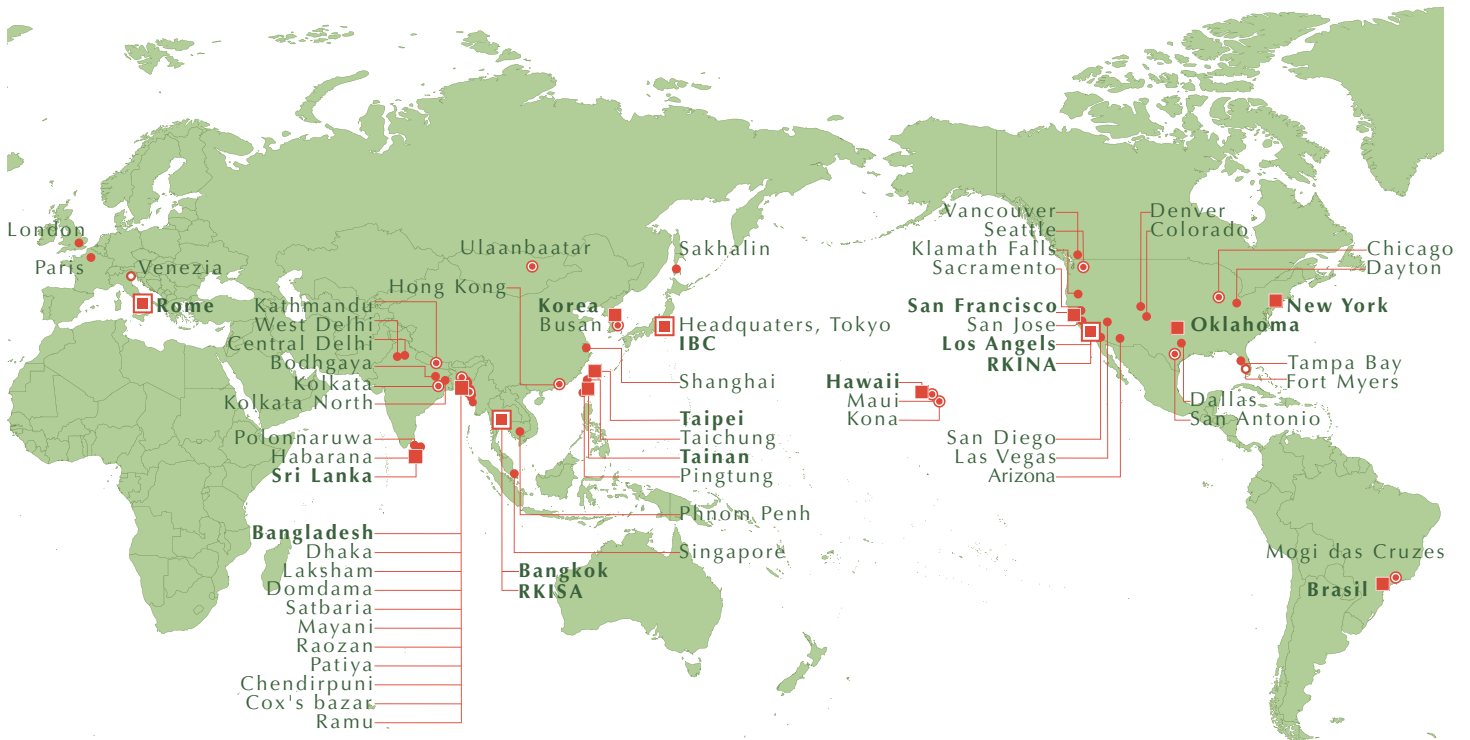 London
Paris
Venezia
Rome
Ulaanbaatar
Sakhalin
Hong Kong
Kathmandu
West Delhi
Central Delhi
Bodhgaya
Kolkata
Kolkata North
Polonnaruwa
Habarana
Sri Lanka
Korea
Busan
Headquaters, Tokyo
IBC
Shanghai
Taipei
Taichung
Tainan
Pingtung
Phnom Penh
Singapore
Bangkok
RKISA
Bangladesh
Dhaka
Laksham
Domdama
Satbaria
Mayani
Raozan
Patiya
Chendirpuni
Cox's bazar
Ramu
Vancouver
Seattle
Klamath Falls
Sacramento
San Francisco
San Jose
Los Angels
RKINA
Hawaii
Maui
Kona
San Diego
Las Vegas
Arizona
Denver
Colorado
Chicago
Dayton
New York
Oklahoma
Tampa Bay
Fort Myers
Dallas
San Antonio
Mogi das Cruzes
Brasil